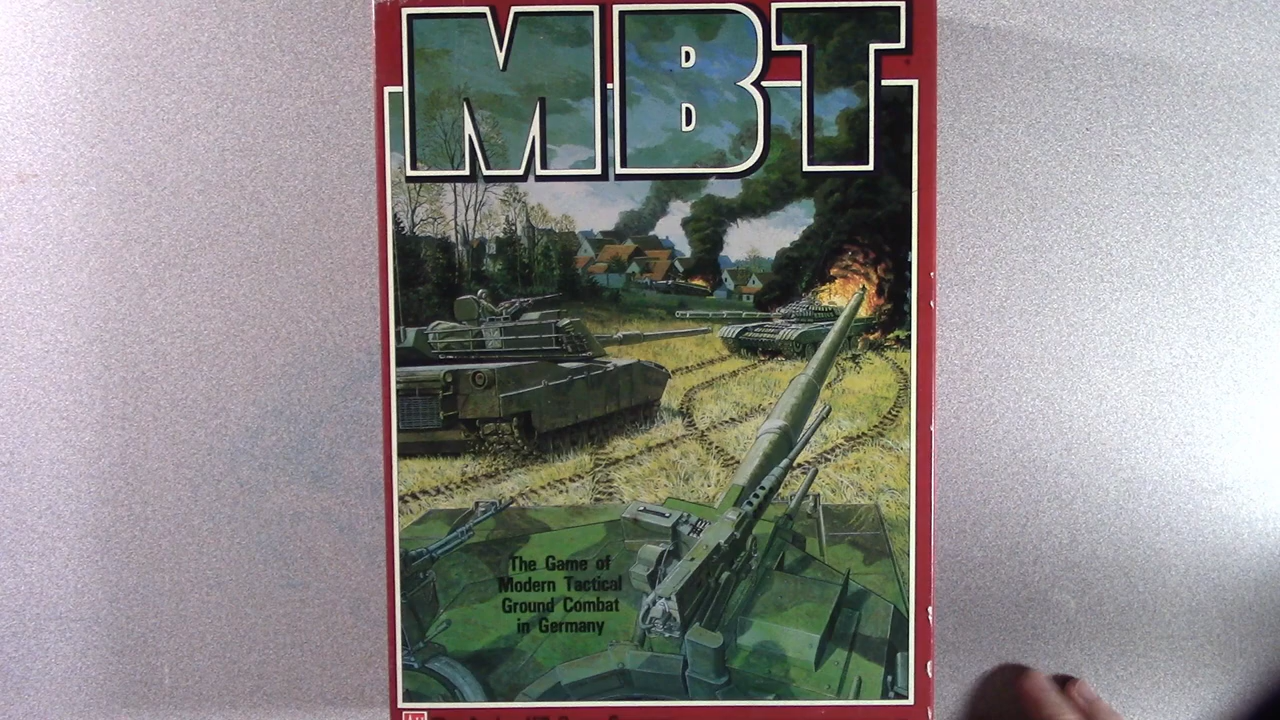 MBT
The Game of
Modern Tactical
Ground Combat
in Germany